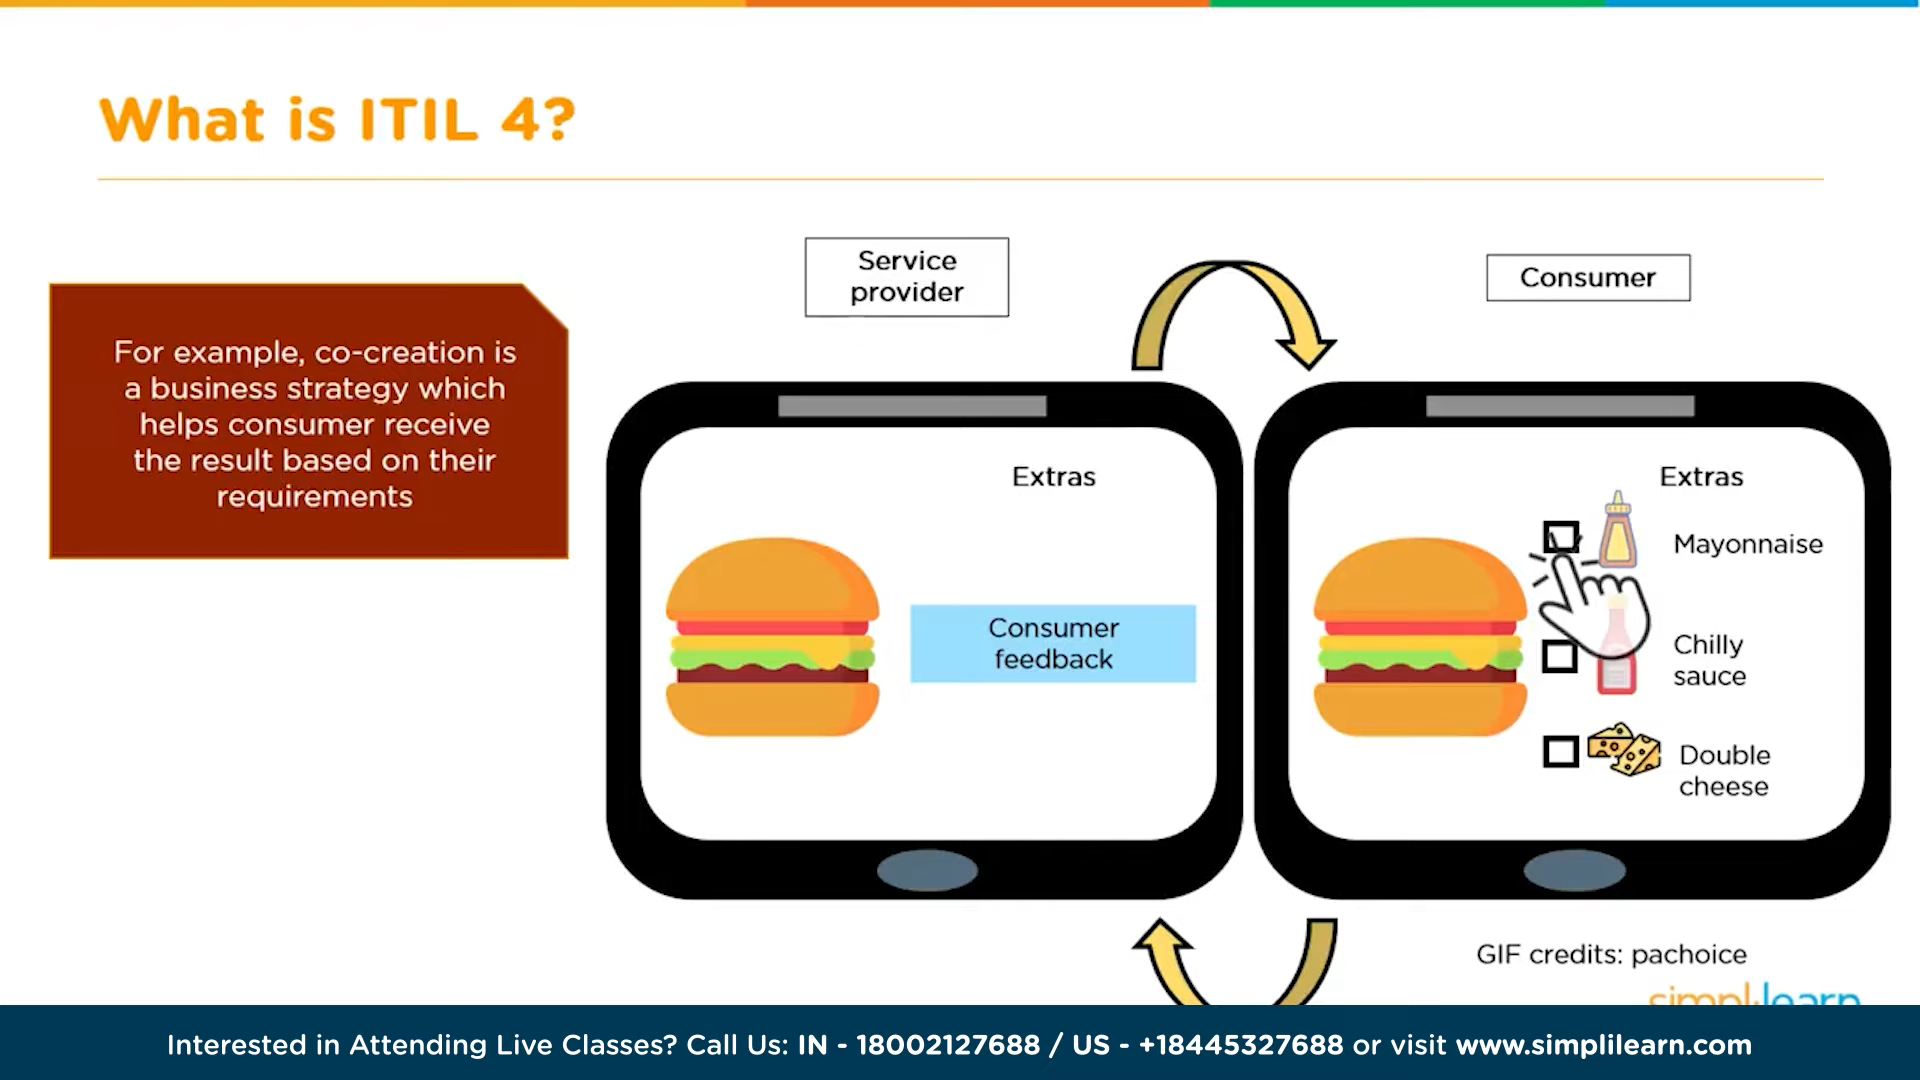 What is ITIL 4?
For example, co-creation is
a business strategy which
helps consumer receive
the result based on their
requirements
Service
provider
Consumer
Extras
Consumer
feedback
Extras
Mayonnaise
Chilly
sauce
Double
cheese
GIF credits: pachoice
simplilearn
Interested in Attending Live Classes? Call Us: IN - 18002127688 / US - +18445327688 or visit www.simplilearn.com